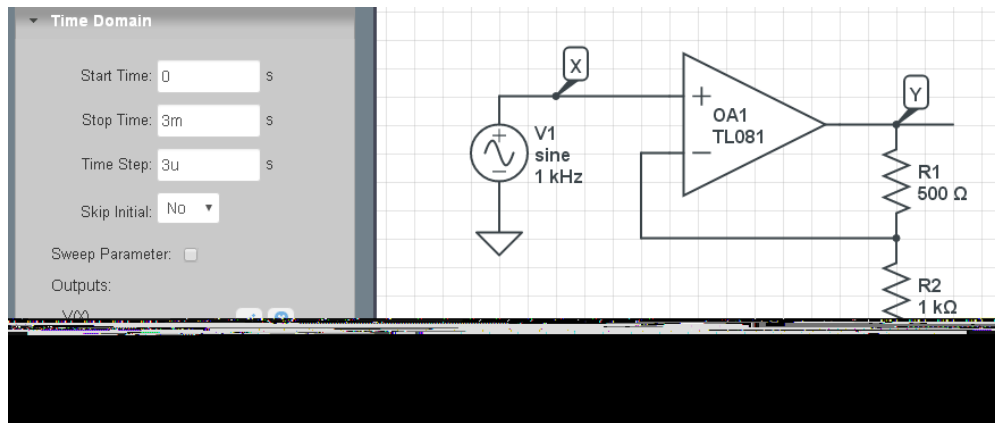 Time Domain
Start Time: 0 s
Stop Time: 3m s
Time Step: 3u s
Skip Initial: No
Sweep Parameter:
Outputs:
X
V1
sine
1 kHz
+
−
OA1
TL081
Y
R1
500 Ω
R2
1 kΩ